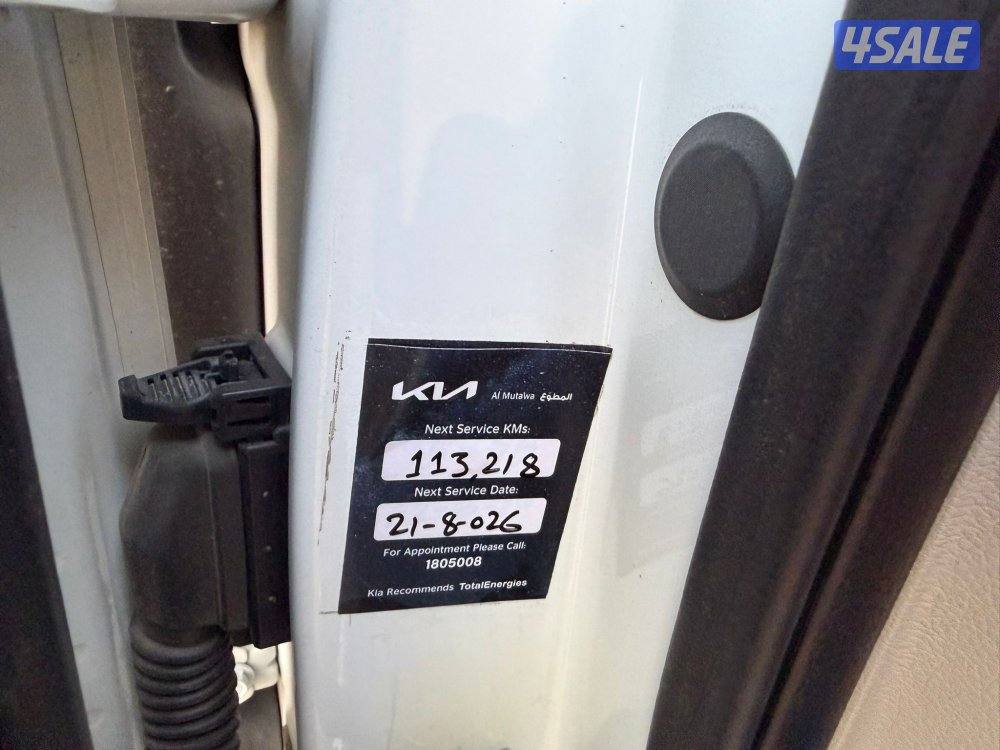 4SALE
KIA Al Mutawa المطوع
Next Service KMs:
113,218
Next Service Date:
21-8-026
For Appointment Please Call:
1805008
Kia Recommends TotalEnergies